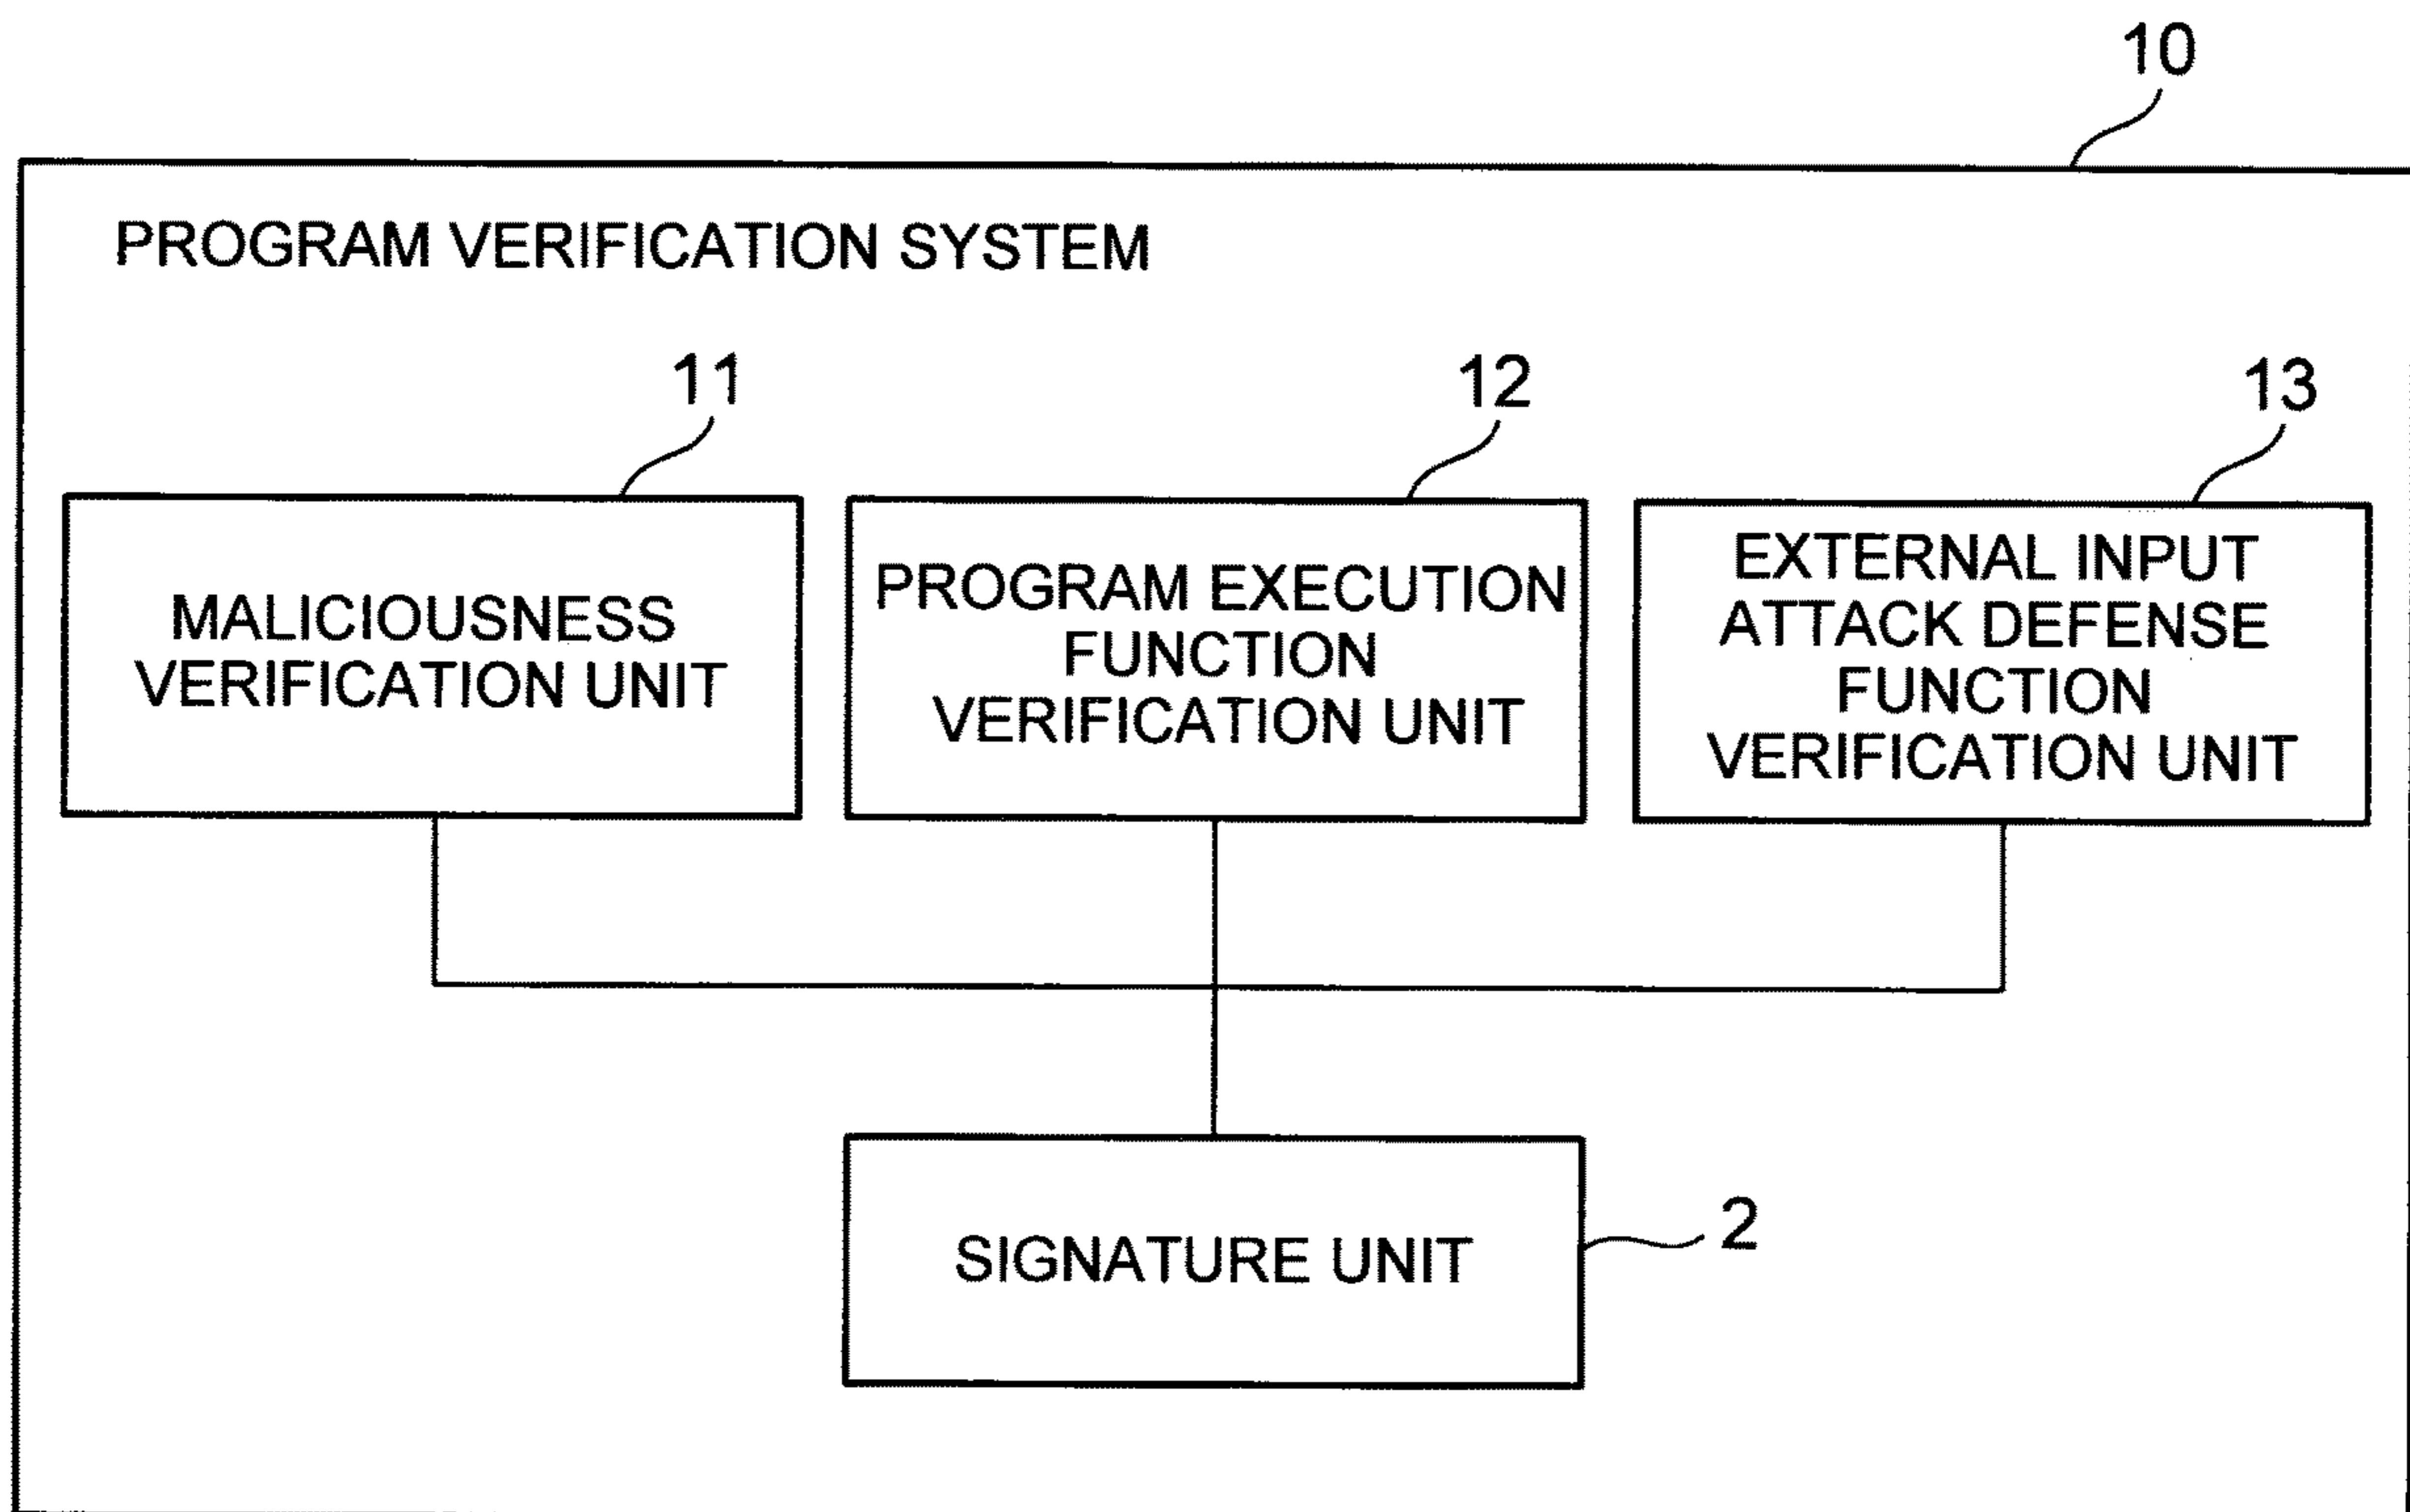 10
PROGRAM VERIFICATION SYSTEM
11
12
13
MALICIOUSNESS
VERIFICATION UNIT
PROGRAM EXECUTION
FUNCTION
VERIFICATION UNIT
EXTERNAL INPUT
ATTACK DEFENSE
FUNCTION
VERIFICATION UNIT
SIGNATURE UNIT
2